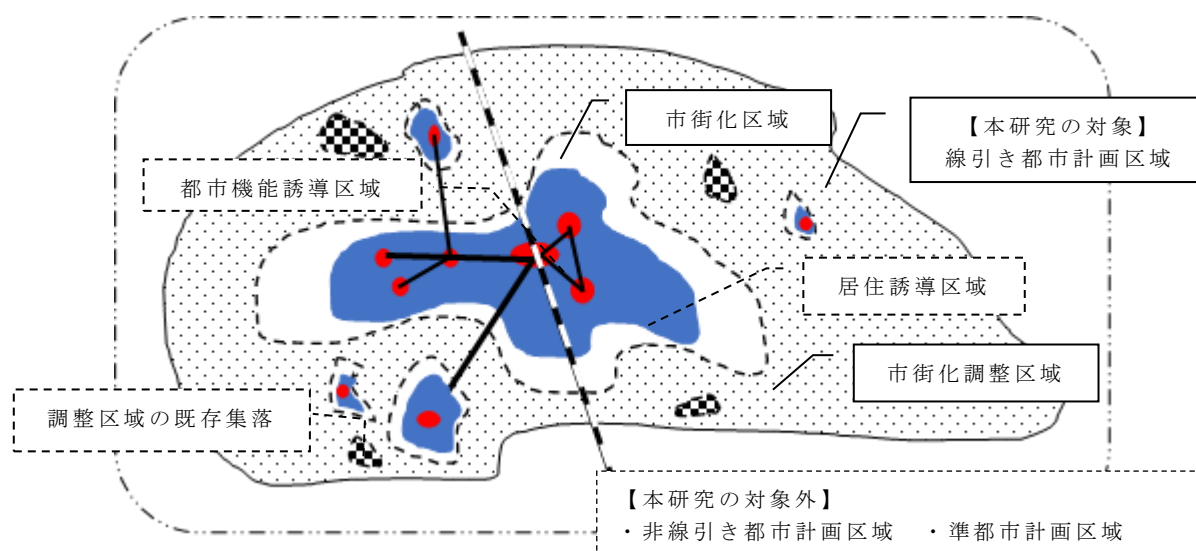 市街化区域
【本研究の対象】
線引き都市計画区域
都市機能誘導区域
居住誘導区域
市街化調整区域
調整区域の既存集落
【本研究の対象外】
・非線引き都市計画区域　・準都市計画区域